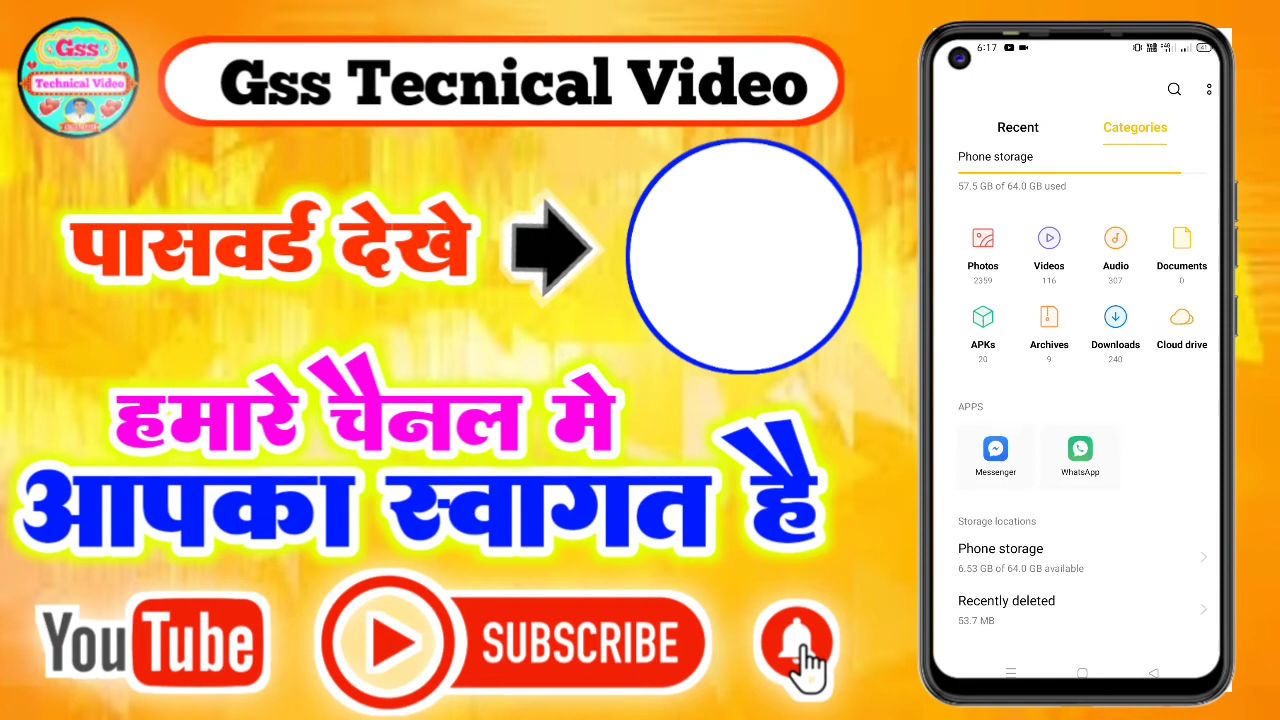 Gss
Technical Video
Gss Tecnical Video
पासवर्ड देखे
हमारे चैनल मे
आपका स्वागत है
YouTube
SUBSCRIBE
6:17
Recent
Categories
Phone storage
57.5 GB of 64.0 GB used
Photos
Videos
Audio
Documents
2359
116
307
0
APKs
Archives
Downloads
Cloud drive
20
9
240
APPS
Messenger
WhatsApp
Storage locations
Phone storage
6.53 GB of 64.0 GB available
Recently deleted
53.7 MB